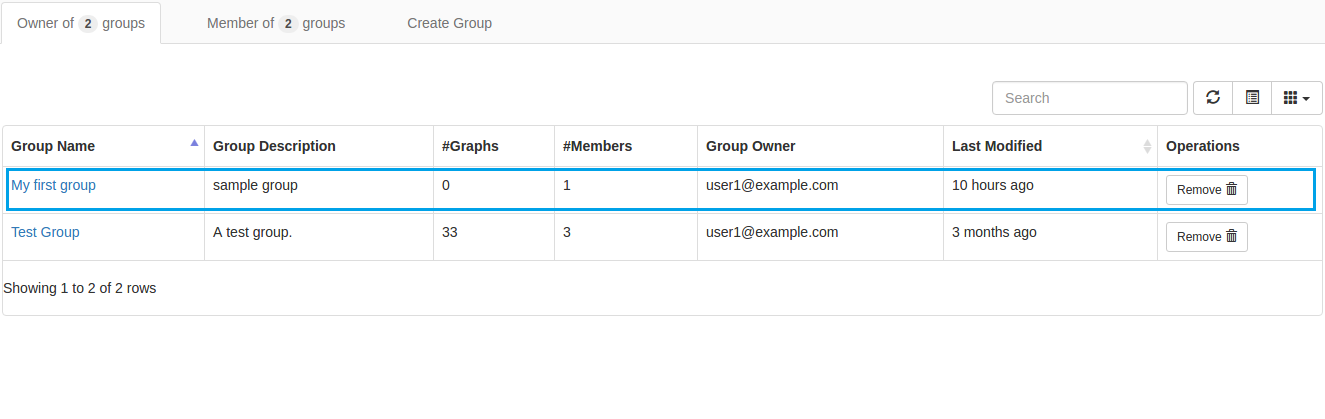 Owner of 2 groups Member of 2 groups Create Group
Search
Group Name Group Description #Graphs #Members Group Owner Last Modified Operations
My first group sample group 0 1 user1@example.com 10 hours ago Remove
Test Group A test group. 33 3 user1@example.com 3 months ago Remove
Showing 1 to 2 of 2 rows